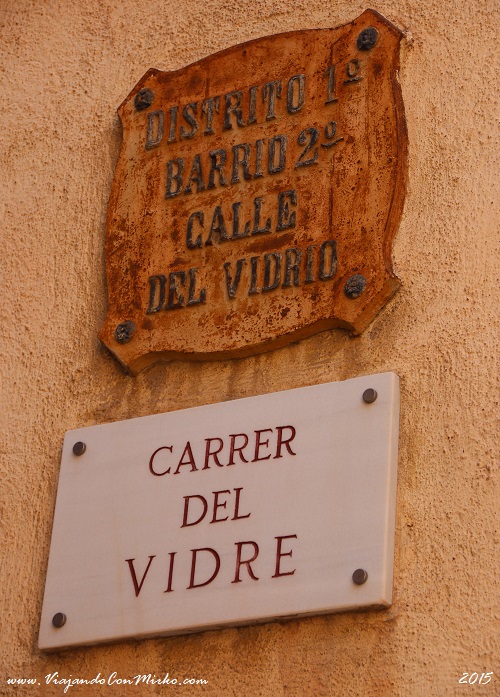 DISTRITO 1º
BARRIO 2º
CALLE
DEL VIDRIO
CARRER
DEL
VIDRE
www.ViajandoConMirko.com
2015